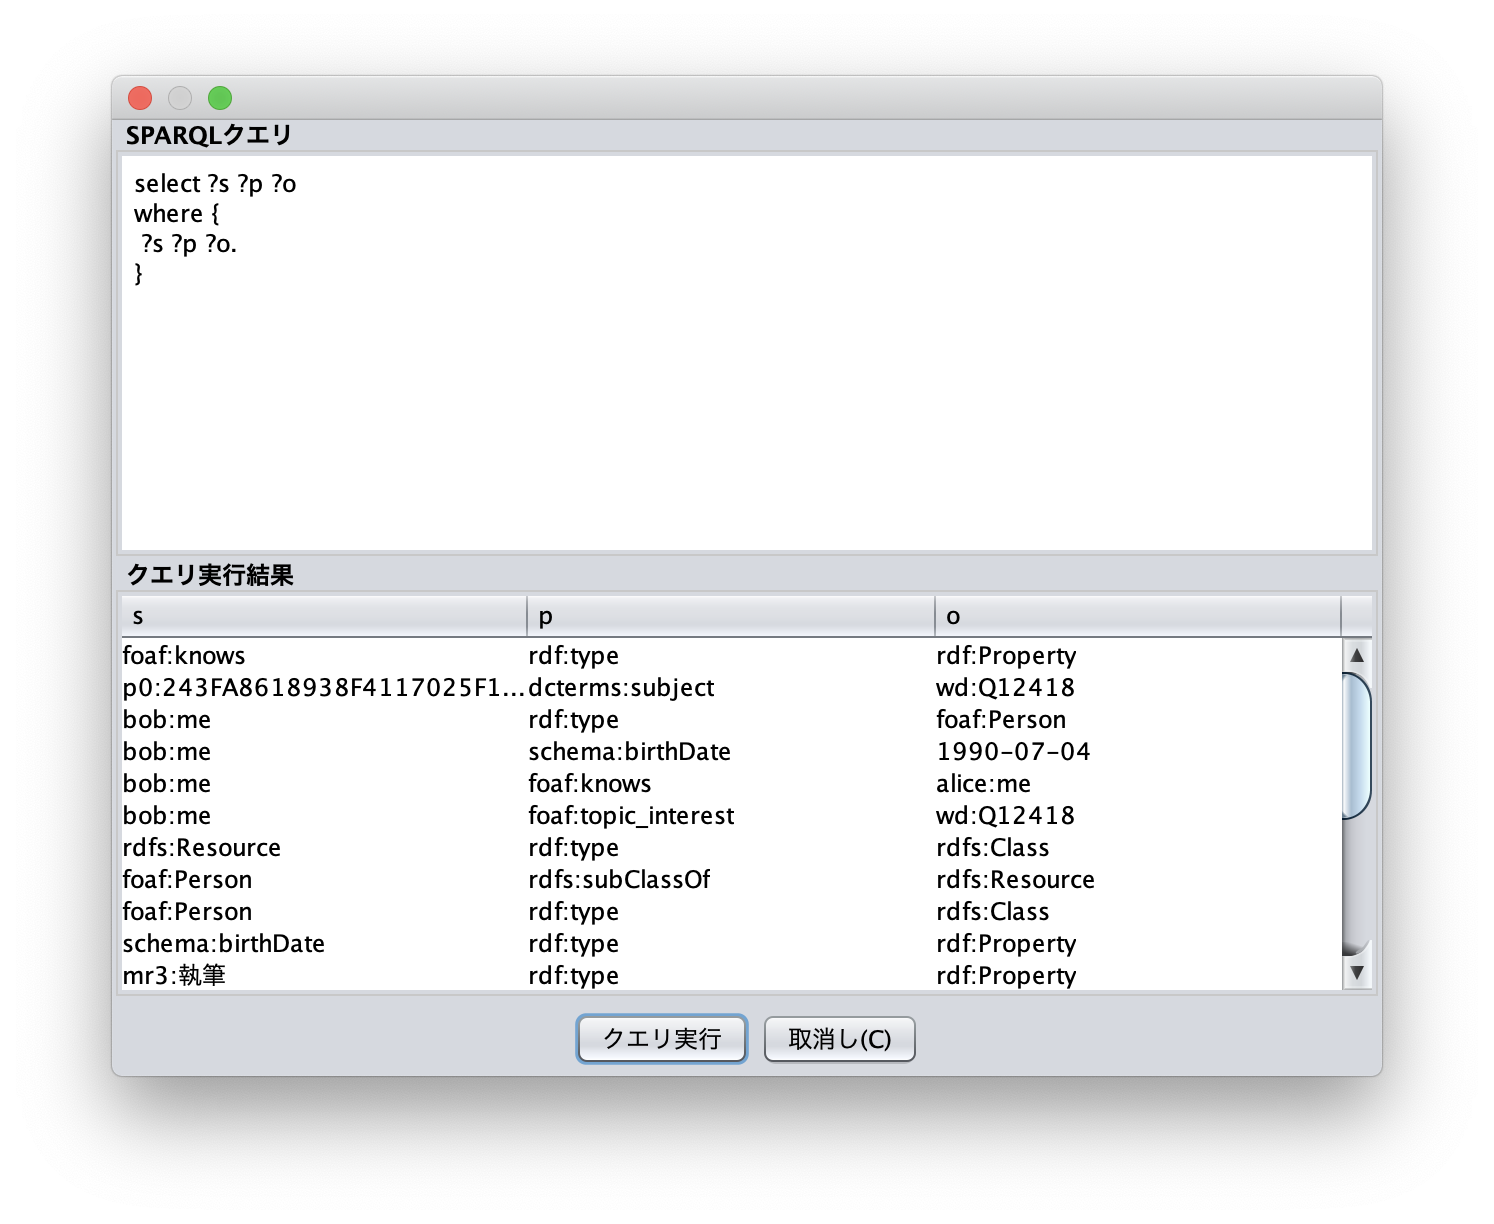 SPARQLクエリ
select ?s ?p ?o
where {
 ?s ?p ?o.
}
クエリ実行結果
s p o
foaf:knows rdf:type rdf:Property
p0:243FA8618938F4117025F1... dcterms:subject wd:Q12418
bob:me rdf:type foaf:Person
bob:me schema:birthDate 1990-07-04
bob:me foaf:knows alice:me
bob:me foaf:topic_interest wd:Q12418
rdfs:Resource rdf:type rdfs:Class
foaf:Person rdfs:subClassOf rdfs:Resource
foaf:Person rdf:type rdfs:Class
schema:birthDate rdf:type rdf:Property
mr3:執筆 rdf:type rdf:Property
クエリ実行 取消し(C)